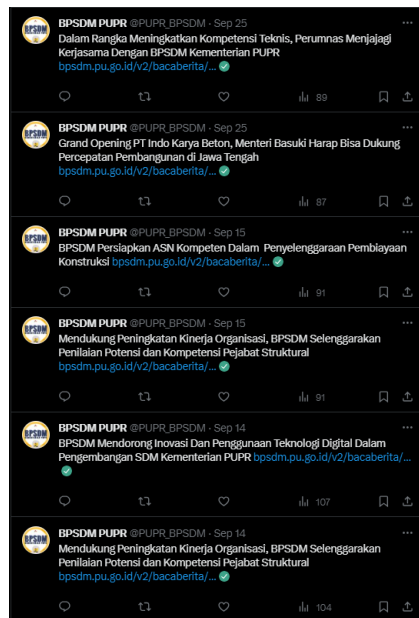 BPSDM PUPR @PUPR_BPSDM · Sep 25
Dalam Rangka Meningkatkan Kompetensi Teknis, Perumnas Menjajagi
Kerjasama Dengan BPSDM Kementerian PUPR
bpsdm.pu.go.id/v2/bacaberita/...
89
BPSDM PUPR @PUPR_BPSDM · Sep 25
Grand Opening PT Indo Karya Beton, Menteri Basuki Harap Bisa Dukung
Percepatan Pembangunan di Jawa Tengah
bpsdm.pu.go.id/v2/bacaberita/...
87
BPSDM PUPR @PUPR_BPSDM · Sep 15
BPSDM Persiapkan ASN Kompeten Dalam Penyelenggaraan Pembiayaan
Konstruksi bpsdm.pu.go.id/v2/bacaberita/...
91
BPSDM PUPR @PUPR_BPSDM · Sep 15
Mendukung Peningkatan Kinerja Organisasi, BPSDM Selenggarakan
Penilaian Potensi dan Kompetensi Pejabat Struktural
bpsdm.pu.go.id/v2/bacaberita/...
91
BPSDM PUPR @PUPR_BPSDM · Sep 14
BPSDM Mendorong Inovasi Dan Penggunaan Teknologi Digital Dalam
Pengembangan SDM Kementerian PUPR bpsdm.pu.go.id/v2/bacaberita/...
107
BPSDM PUPR @PUPR_BPSDM · Sep 14
Mendukung Peningkatan Kinerja Organisasi, BPSDM Selenggarakan
Penilaian Potensi dan Kompetensi Pejabat Struktural
bpsdm.pu.go.id/v2/bacaberita/...
104